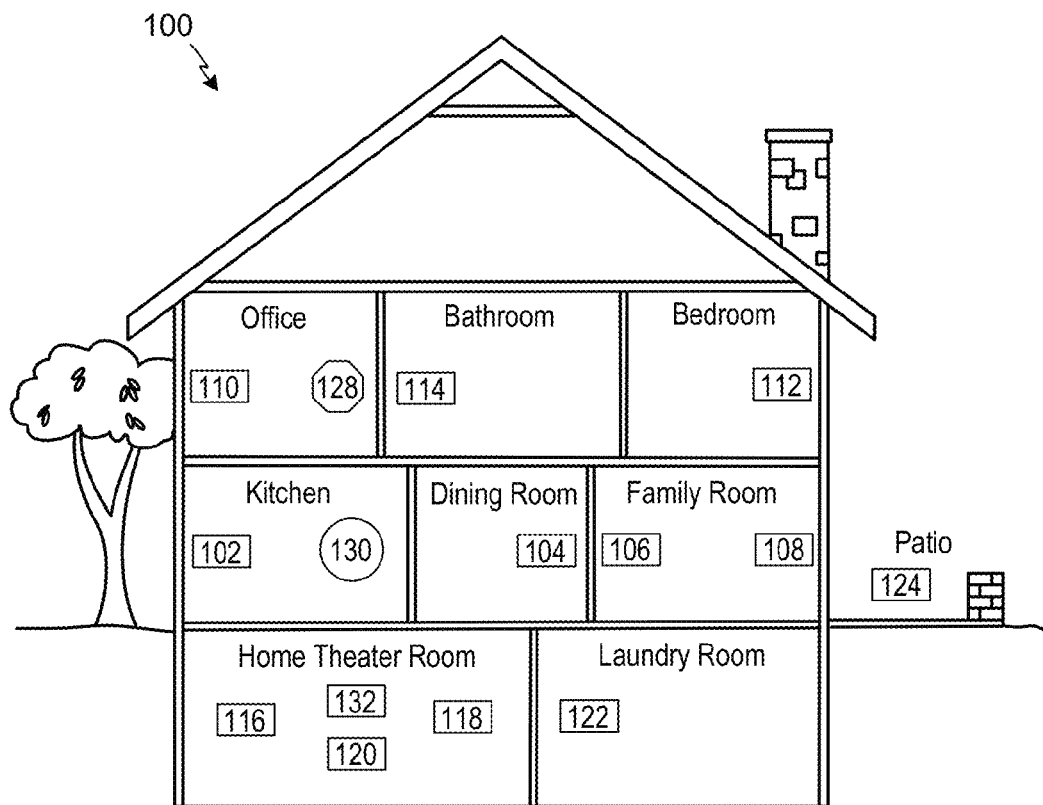 100
Office
Bathroom
Bedroom
110
128
114
112
Kitchen
Dining Room
Family Room
102
130
104
106
108
Patio
124
Home Theater Room
Laundry Room
132
116
118
122
120